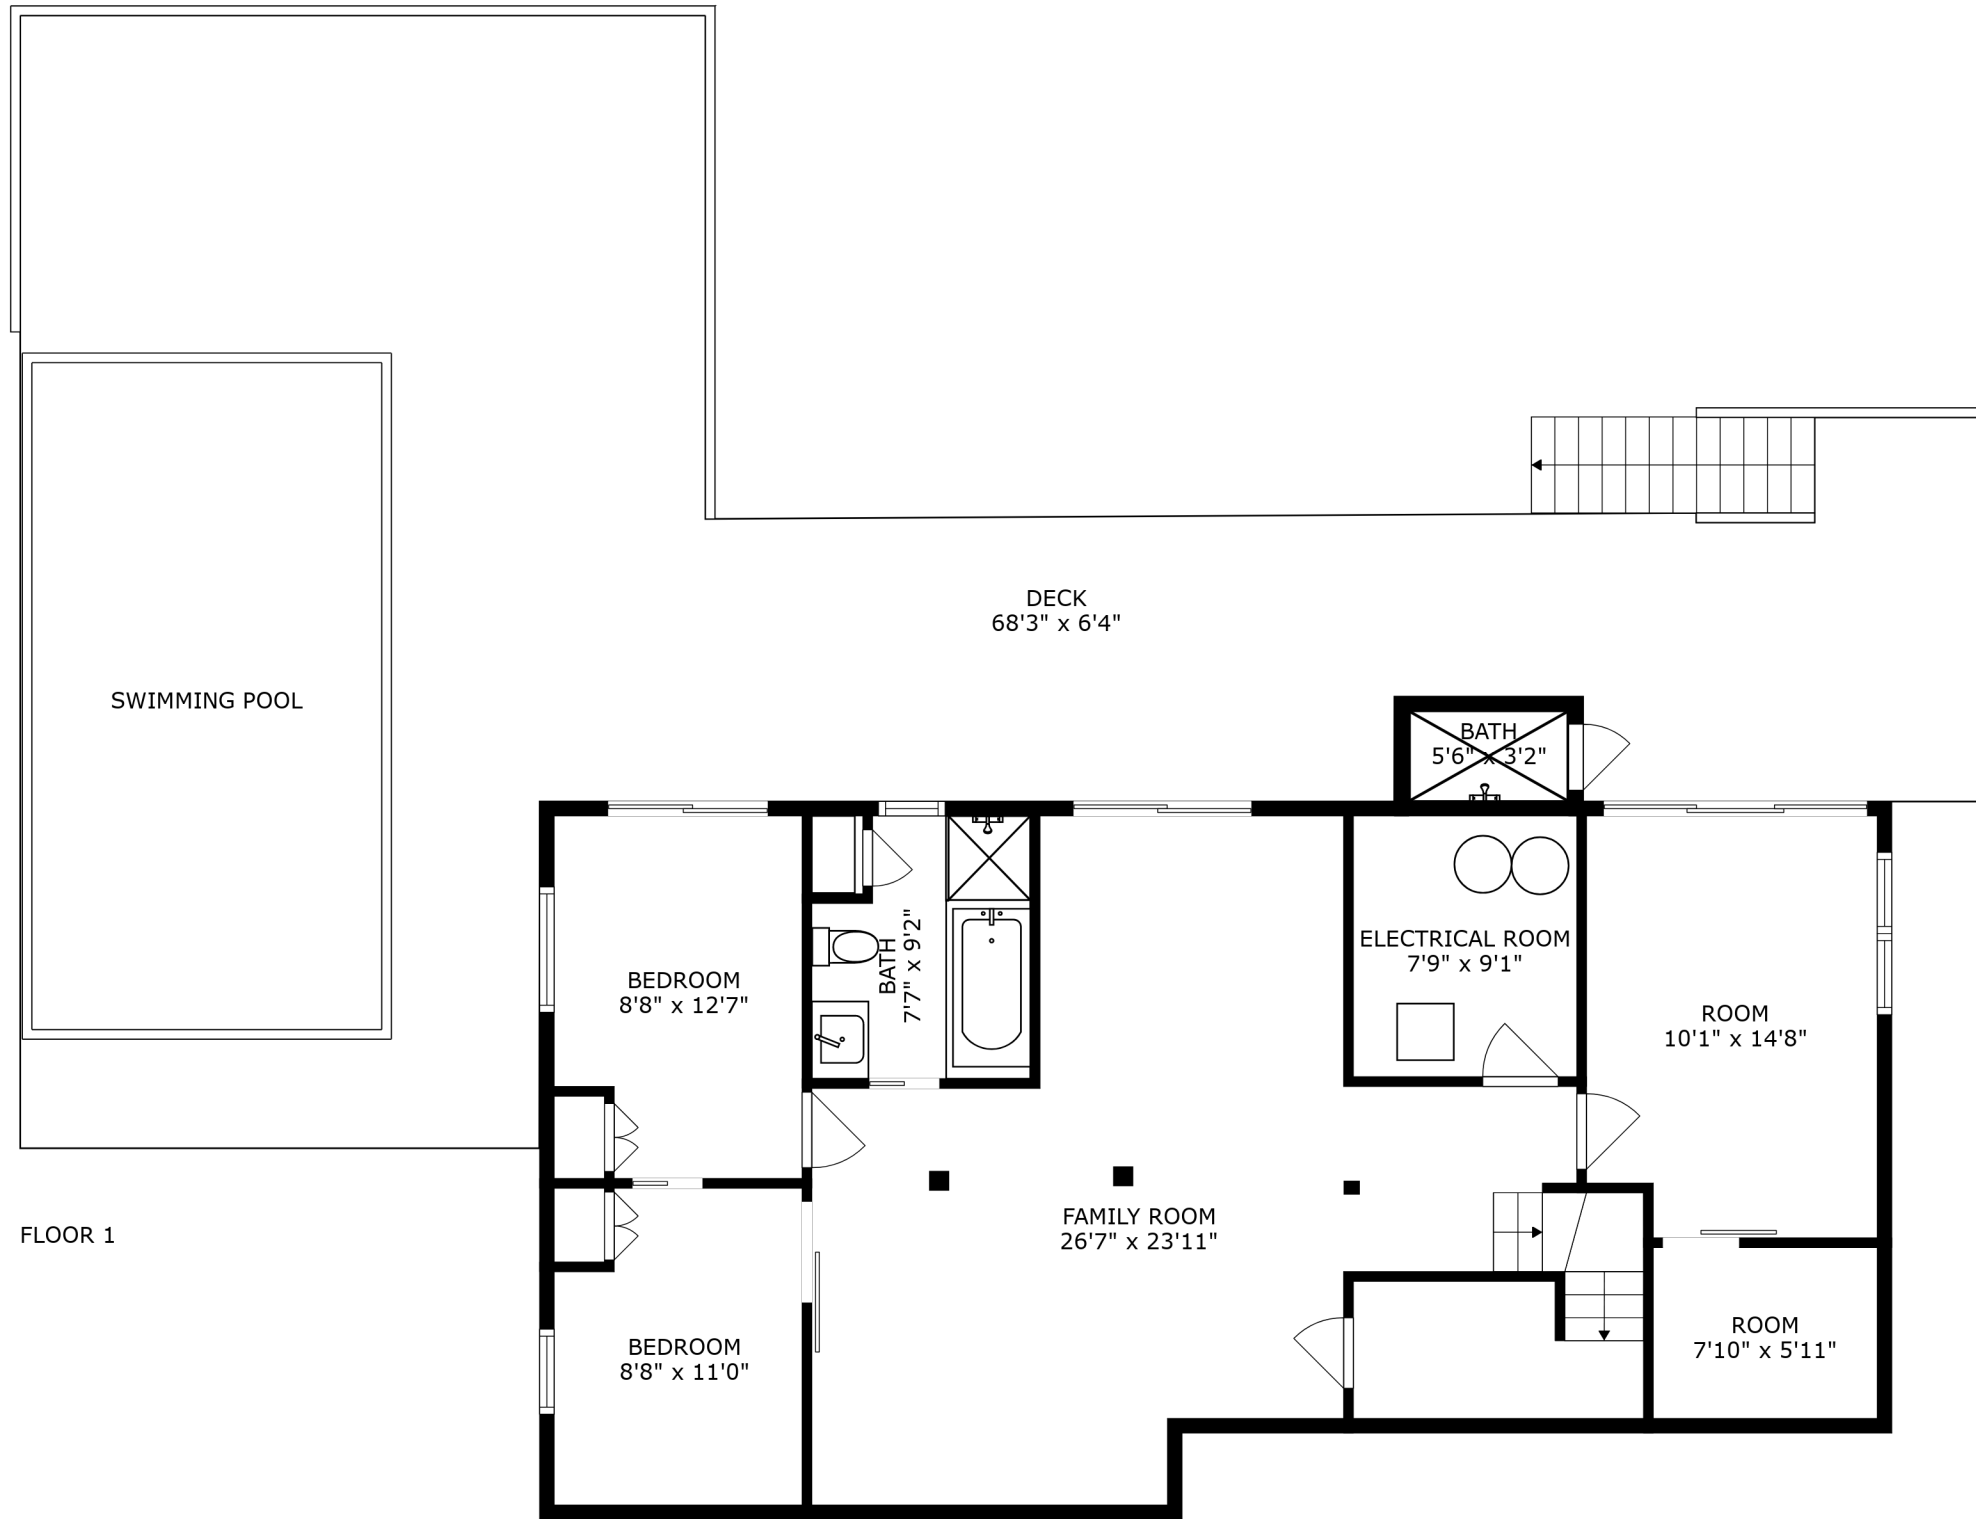 DECK
68'3" x 6'4"
SWIMMING POOL
BATH
5'6" x 3'2"
BEDROOM
8'8" x 12'7"
BATH
7'7" x 9'2"
ELECTRICAL ROOM
7'9" x 9'1"
ROOM
10'1" x 14'8"
FLOOR 1
FAMILY ROOM
26'7" x 23'11"
BEDROOM
8'8" x 11'0"
ROOM
7'10" x 5'11"